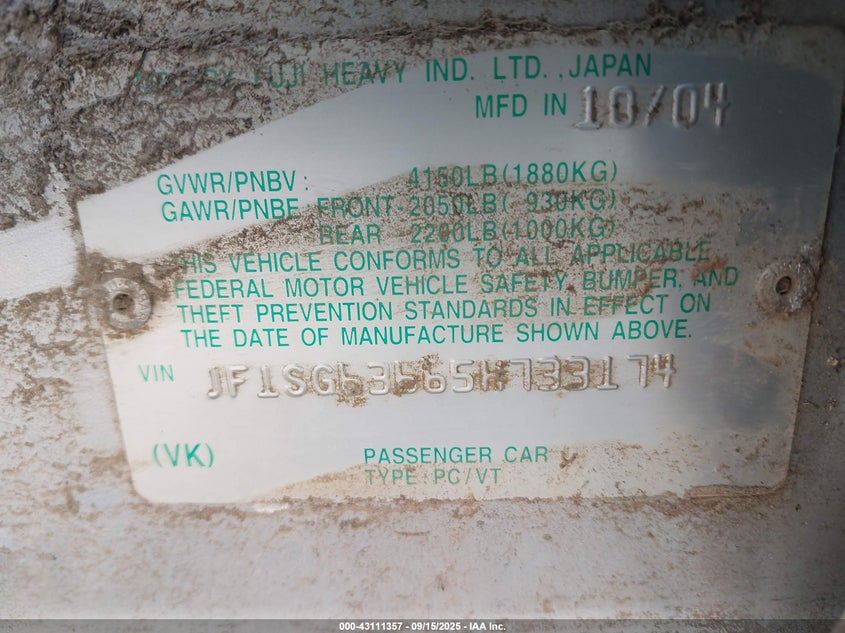 BY FUJI HEAVY IND. LTD. JAPAN
MFD IN 10/04
GVWR/PNBV: 4150LB(1880KG)
GAWR/PNBE FRONT-2050LB( 930KG)
REAR 2200LB(1000KG)
THIS VEHICLE CONFORMS TO ALL APPLICABLE
FEDERAL MOTOR VEHICLE SAFETY, BUMPER, AND
THEFT PREVENTION STANDARDS IN EFFECT ON
THE DATE OF MANUFACTURE SHOWN ABOVE.
VIN JF1SG63665H733174
(VK) PASSENGER CAR
TYPE:PC/VT
000-43111357 - 09/15/2025 - IAA Inc.